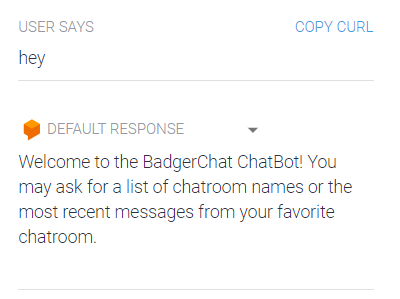 USER SAYS COPY CURL
hey
DEFAULT RESPONSE
Welcome to the BadgerChat ChatBot! You
may ask for a list of chatroom names or the
most recent messages from your favorite
chatroom.